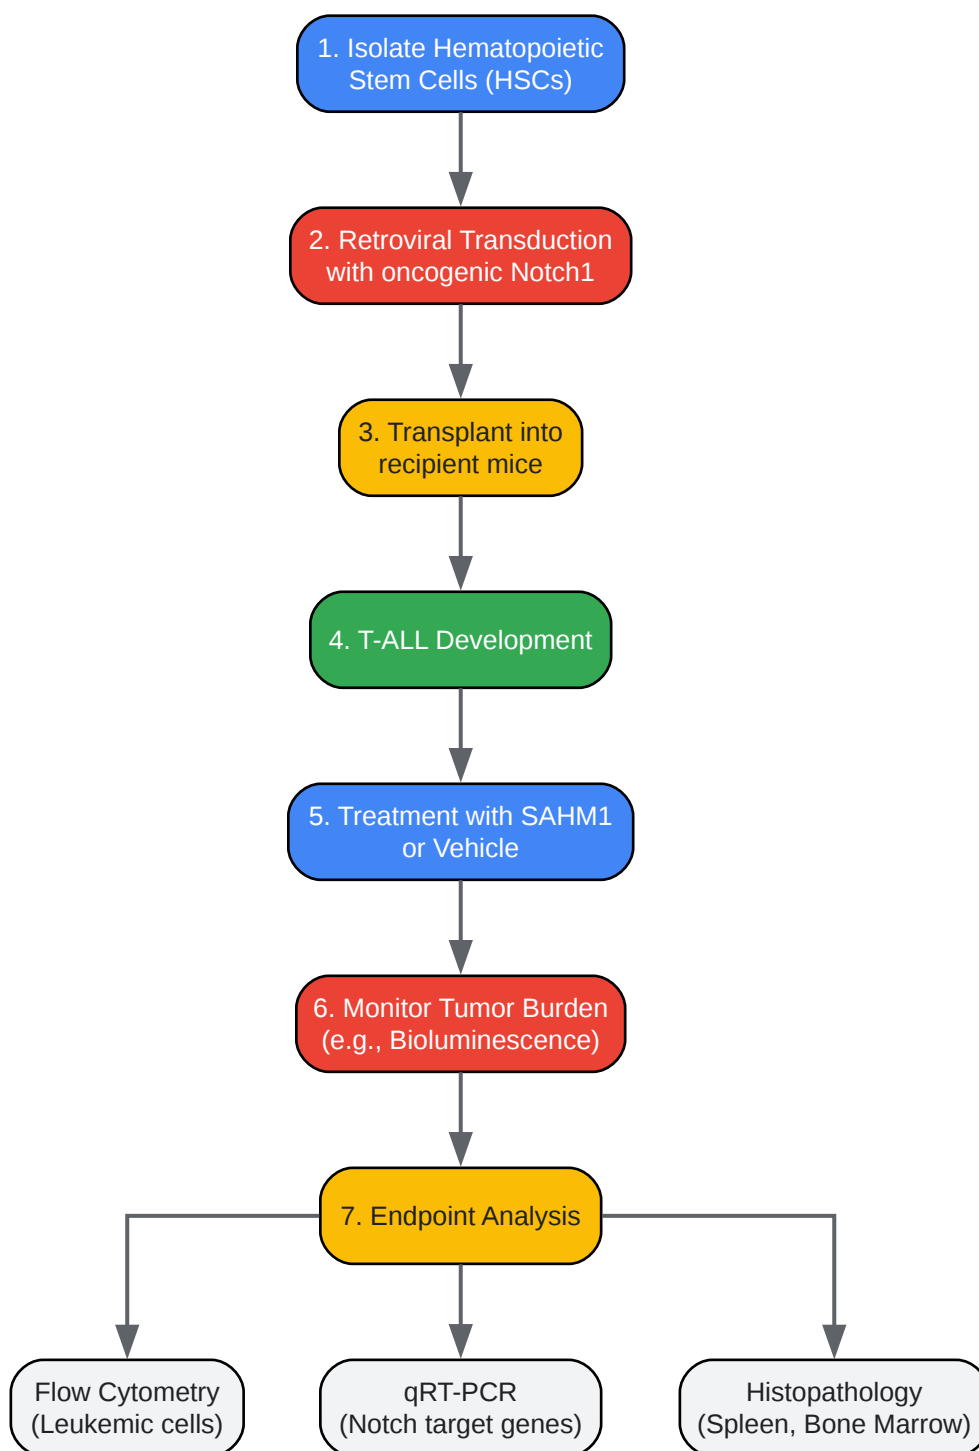 1. Isolate Hematopoietic
Stem Cells (HSCs)
2. Retroviral Transduction
with oncogenic Notch1
3. Transplant into
recipient mice
4. T-ALL Development
5. Treatment with SAHM1
or Vehicle
6. Monitor Tumor Burden
(e.g., Bioluminescence)
7. Endpoint Analysis
Flow Cytometry
(Leukemic cells)
qRT-PCR
(Notch target genes)
Histopathology
(Spleen, Bone Marrow)